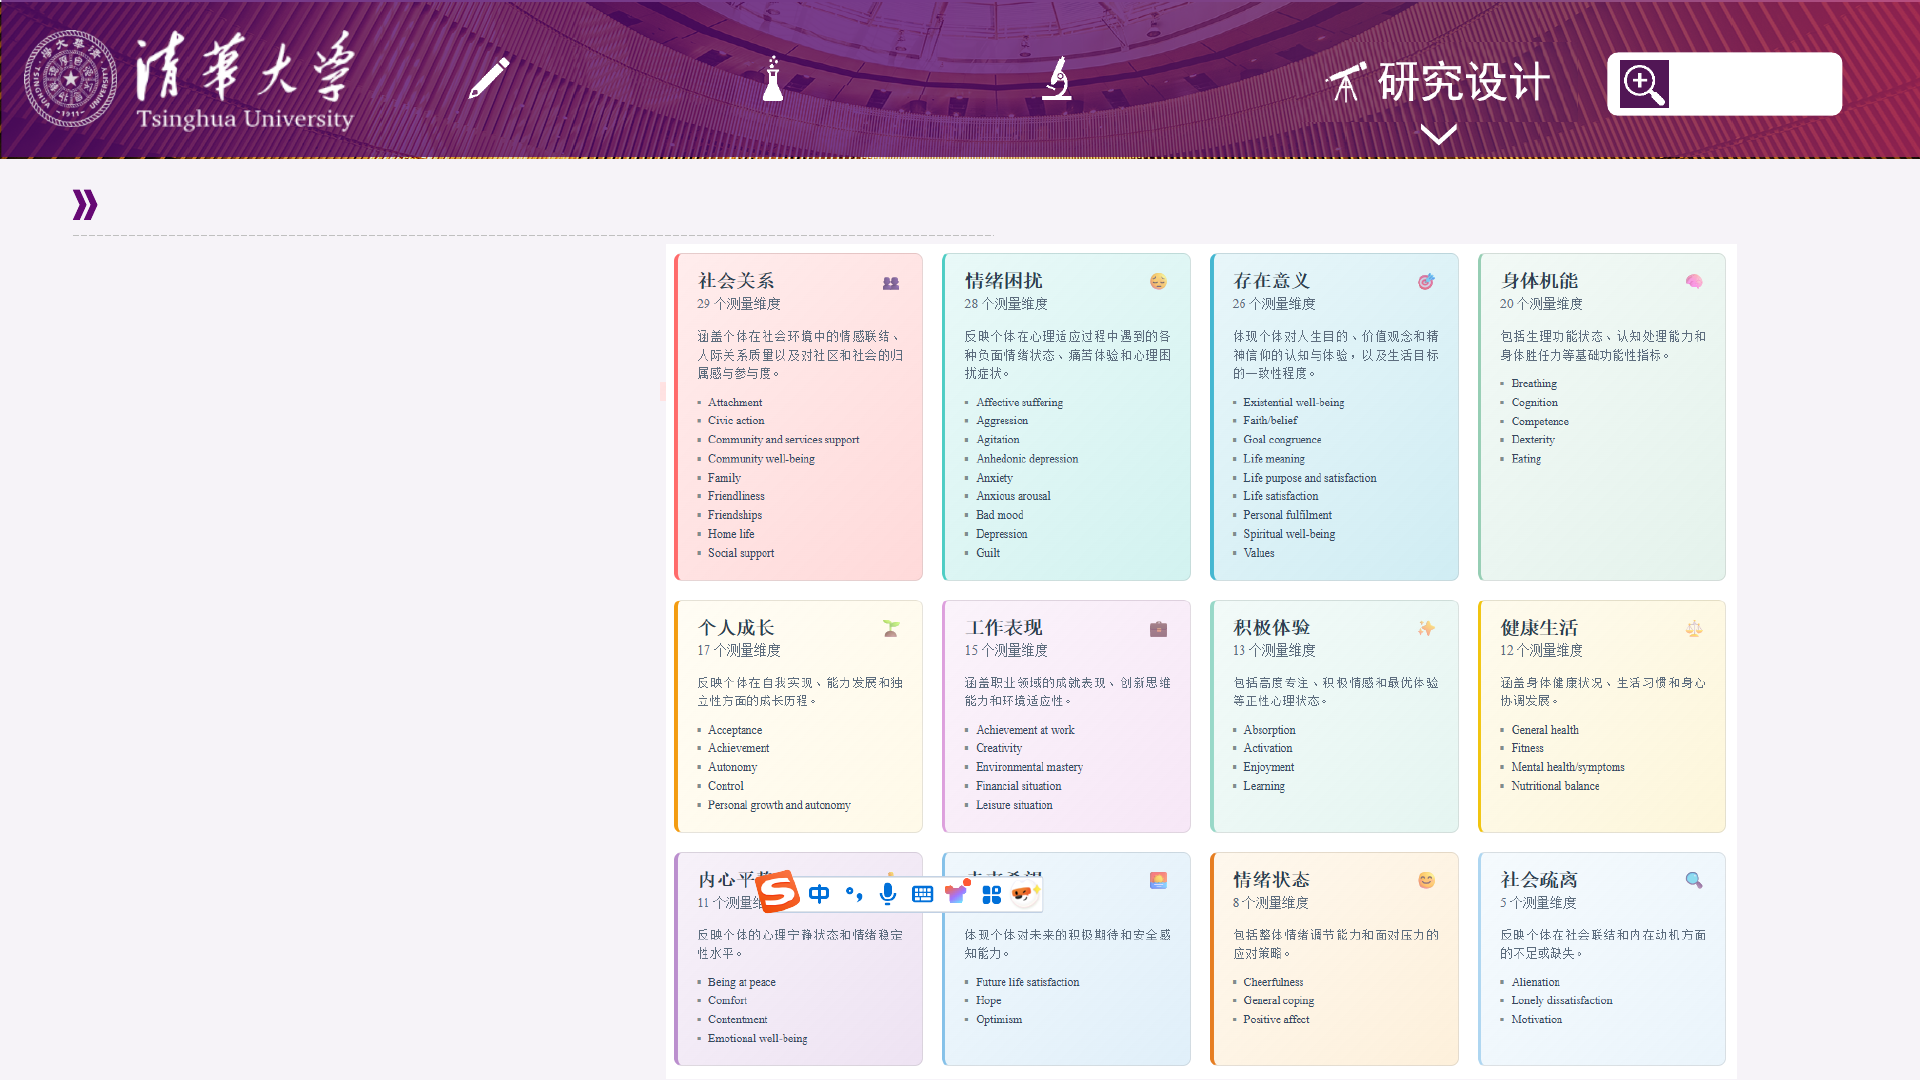 清华大学
Tsinghua University
TSINGHUA UNIVERSITY
-1911-
研究设计
社会关系
29 个测量维度
涵盖个体在社会环境中的情感联结、
人际关系质量以及对社区和社会的归
属感与参与度。
Attachment
Civic action
Community and services support
Community well-being
Family
Friendliness
Friendships
Home life
Social support
情绪困扰
28 个测量维度
反映个体在心理适应过程中遇到的各
种负面情绪状态、痛苦体验和心理困
扰症状。
Affective suffering
Aggression
Agitation
Anhedonic depression
Anxiety
Anxious arousal
Bad mood
Depression
Guilt
存在意义
26 个测量维度
体现个体对人生目的、价值观念和精
神信仰的认知与体验，以及生活目标
的一致性程度。
Existential well-being
Faith/belief
Goal congruence
Life meaning
Life purpose and satisfaction
Life satisfaction
Personal fulfilment
Spiritual well-being
Values
身体机能
20 个测量维度
包括生理功能状态、认知处理能力和
身体胜任力等基础功能性指标。
Breathing
Cognition
Competence
Dexterity
Eating
个人成长
17 个测量维度
反映个体在自我实现、能力发展和独
立性方面的成长历程。
Acceptance
Achievement
Autonomy
Control
Personal growth and autonomy
工作表现
15 个测量维度
涵盖职业领域的成就表现、创新思维
能力和环境适应性。
Achievement at work
Creativity
Environmental mastery
Financial situation
Leisure situation
积极体验
13 个测量维度
包括高度专注、积极情感和最优体验
等正性心理状态。
Absorption
Activation
Enjoyment
Learning
健康生活
12 个测量维度
涵盖身体健康状况、生活习惯和身心
协调发展。
General health
Fitness
Mental health/symptoms
Nutritional balance
内心平
11 个测量
反映个体的心理宁静状态和情绪稳定
性水平。
Being at peace
Comfort
Contentment
Emotional well-being
中
体现个体对未来的积极期待和安全感
知能力。
Future life satisfaction
Hope
Optimism
情绪状态
8 个测量维度
包括整体情绪调节能力和面对压力的
应对策略。
Cheerfulness
General coping
Positive affect
社会疏离
5 个测量维度
反映个体在社会联结和内在动机方面
的不足或缺失。
Alienation
Lonely dissatisfaction
Motivation